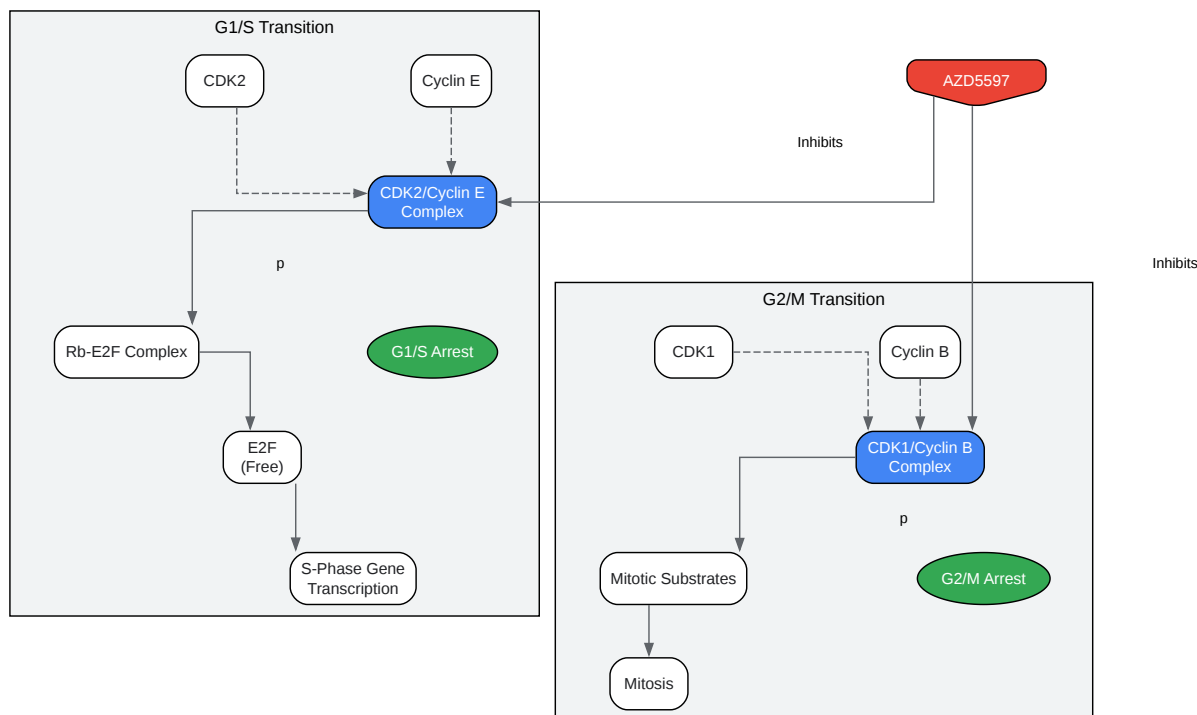 G1/S Transition
CDK2
Cyclin E
AZD5597
Inhibits
CDK2/Cyclin E
Complex
p
Inhibits
G2/M Transition
Rb-E2F Complex
G1/S Arrest
CDK1
Cyclin B
E2F
(Free)
CDK1/Cyclin B
Complex
p
S-Phase Gene
Transcription
Mitotic Substrates
G2/M Arrest
Mitosis